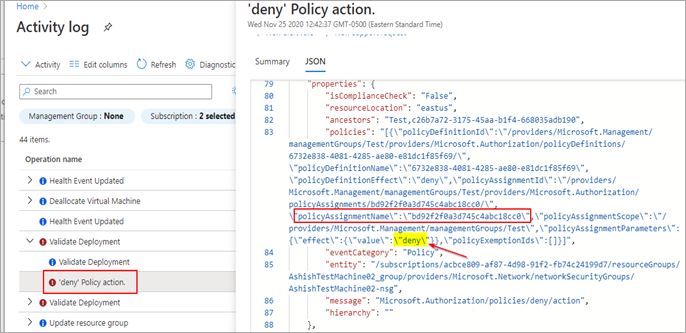 Home >
Activity log
Activity
Edit columns
Refresh
Diagnostic
Search
Management Group : None
Subscription : 2 selected
44 items.
Operation name
Health Event Updated
Deallocate Virtual Machine
Health Event Updated
Validate Deployment
Validate Deployment
'deny' Policy action.
Validate Deployment
Update resource group
'deny' Policy action.
Wed Nov 25 2020 12:42:37 GMT-0500 (Eastern Standard Time)
Summary
JSON
79 "properties": {
80 "isComplianceCheck": "False",
81 "resourceLocation": "eastus",
82 "ancestors": "Test,c26b7a72-3175-45aa-b1f4-668035adb190",
83 "policies": "[{\"policyDefinitionId\":\"/providers/Microsoft.Management/
managementGroups/Test/providers/Microsoft.Authorization/policyDefinitions/
6732e838-4081-4285-ae80-e81dc1f85f69/\",
\"policyDefinitionName\":\"6732e838-4081-4285-ae80-e81dc1f85f69\",
\"policyDefinitionEffect\":\"deny\",\"policyAssignmentId\":\"/providers/
Microsoft.Management/managementGroups/Test/providers/Microsoft.Authorization/
policyAssignments/bd92f2f0a3d745c4abc18cc0/\",
\"policyAssignmentName\":\"bd92f2f0a3d745c4abc18cc0\",\"policyAssignmentScope\":\"/
providers/Microsoft.Management/managementGroups/Test\",\"policyAssignmentParameters\":
{\"effect\":{\"value\":\"deny\"}},\"policyExemptionIds\":[]}]",
84 "eventCategory": "Policy",
85 "entity": "/subscriptions/acbce809-af87-4d98-91f2-fb74c24199d7/resourceGroups/
AshishTestMachine02_group/providers/Microsoft.Network/networkSecurityGroups/
AshishTestMachine02-nsg",
86 "message": "Microsoft.Authorization/policies/deny/action",
87 "hierarchy": ""
88 },